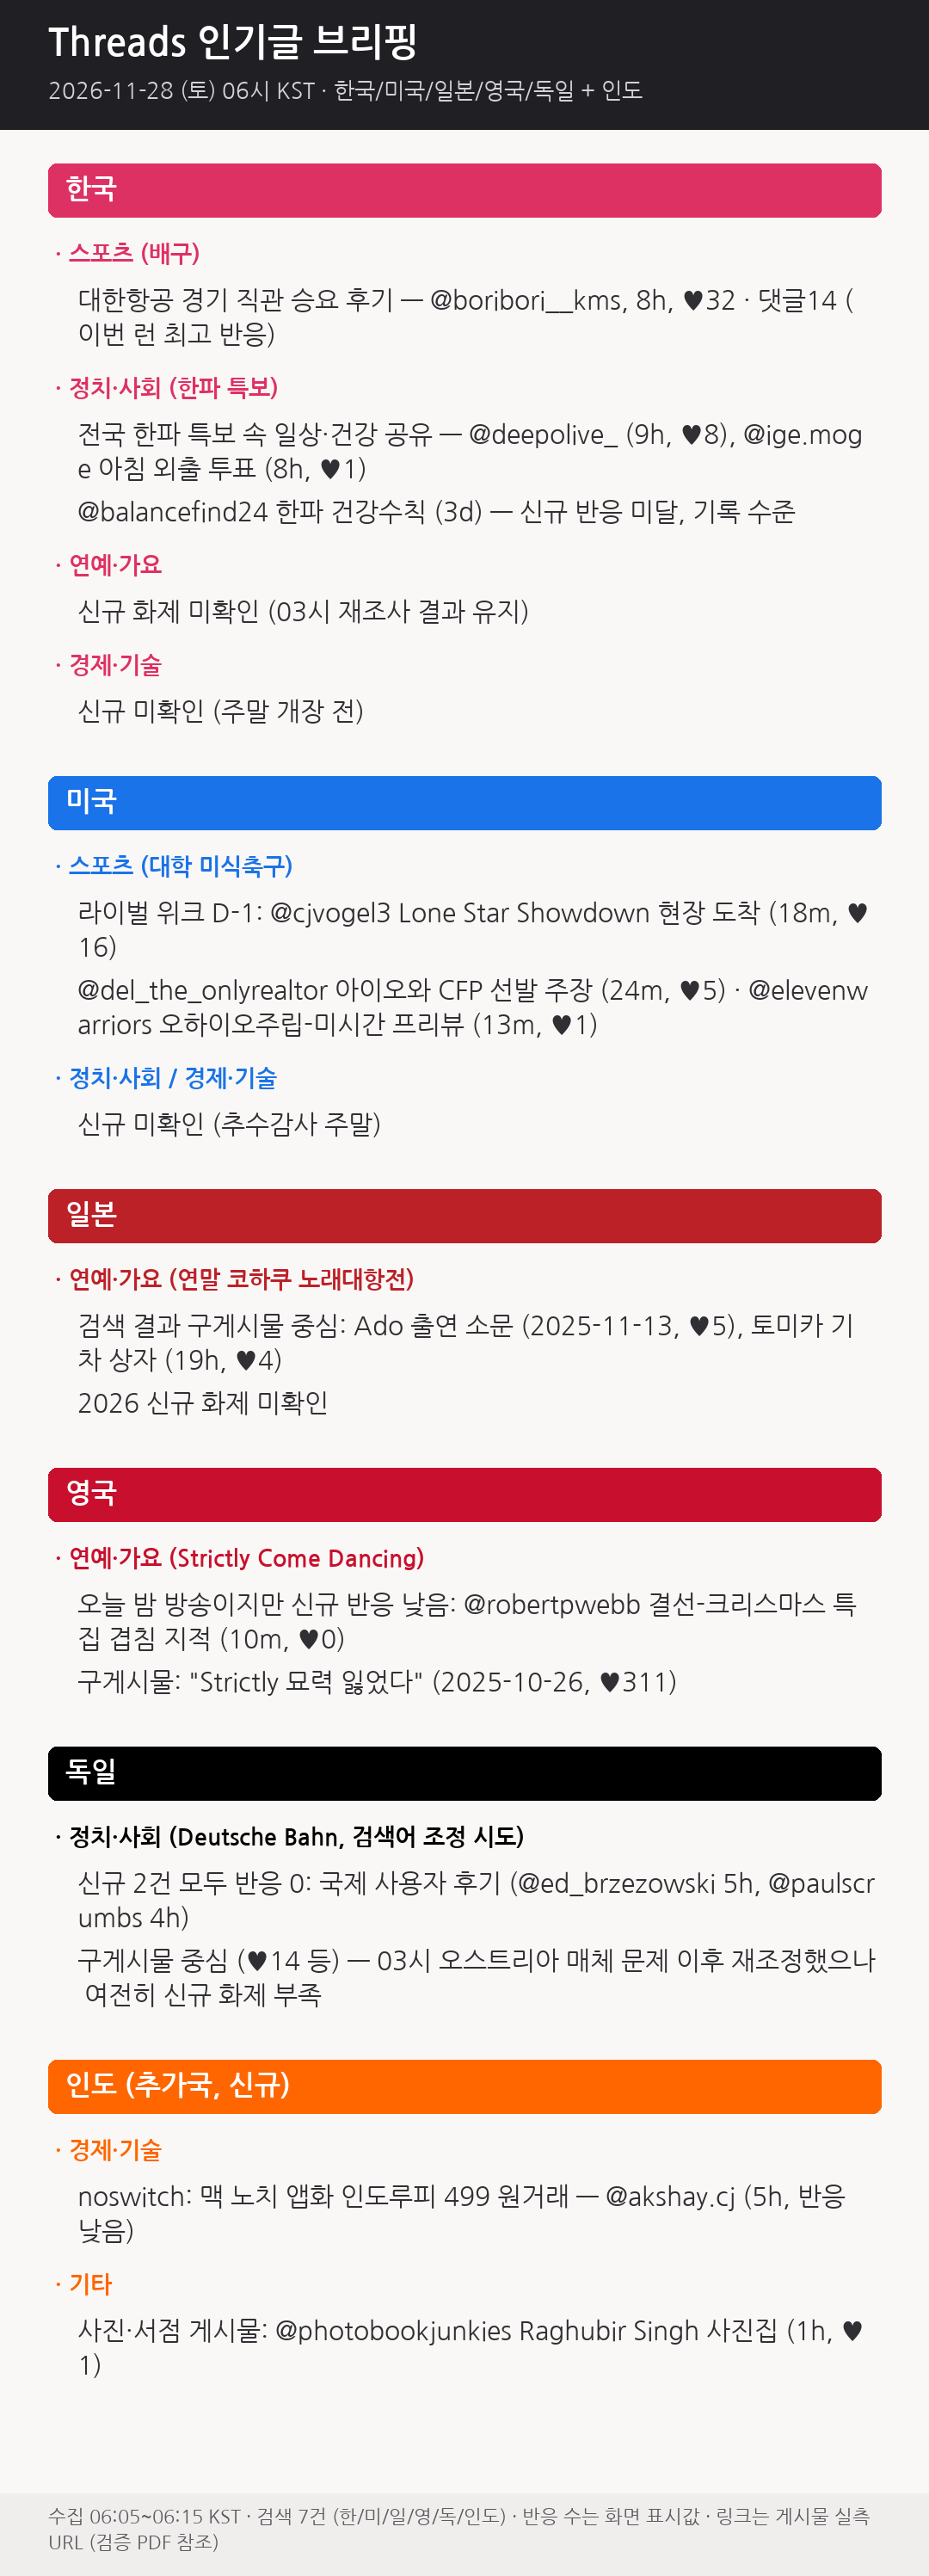 Threads 인기글 브리핑
2026-11-28 (토) 06시 KST · 한국/미국/일본/영국/독일 + 인도
한국
· 스포츠 (배구)
대한항공 경기 직관 승요 후기 — @boribori__kms, 8h, ♥32 · 댓글14 (
이번 런 최고 반응)
· 정치·사회 (한파 특보)
전국 한파 특보 속 일상·건강 공유 — @deepolive_ (9h, ♥8), @ige.mog
e 아침 외출 투표 (8h, ♥1)
@balancefind24 한파 건강수칙 (3d) — 신규 반응 미달, 기록 수준
· 연예·가요
신규 화제 미확인 (03시 재조사 결과 유지)
· 경제·기술
신규 미확인 (주말 개장 전)
미국
· 스포츠 (대학 미식축구)
라이벌 위크 D-1: @cjvogel3 Lone Star Showdown 현장 도착 (18m, ♥
16)
@del_the_onlyrealtor 아이오와 CFP 선발 주장 (24m, ♥5) · @elevenw
arriors 오하이오주립-미시간 프리뷰 (13m, ♥1)
· 정치·사회 / 경제·기술
신규 미확인 (추수감사 주말)
일본
· 연예·가요 (연말 코하쿠 노래대항전)
검색 결과 구게시물 중심: Ado 출연 소문 (2025-11-13, ♥5), 토미카 기
차 상자 (19h, ♥4)
2026 신규 화제 미확인
영국
· 연예·가요 (Strictly Come Dancing)
오늘 밤 방송이지만 신규 반응 낮음: @robertpwebb 결선-크리스마스 특
집 겹침 지적 (10m, ♥0)
구게시물: "Strictly 묘력 잃었다" (2025-10-26, ♥311)
독일
· 정치·사회 (Deutsche Bahn, 검색어 조정 시도)
신규 2건 모두 반응 0: 국제 사용자 후기 (@ed_brzezowski 5h, @paulscr
umbs 4h)
구게시물 중심 (♥14 등) — 03시 오스트리아 매체 문제 이후 재조정했으나
여전히 신규 화제 부족
인도 (추가국, 신규)
· 경제·기술
noswitch: 맥 노치 앱화 인도루피 499 원거래 — @akshay.cj (5h, 반응
낮음)
· 기타
사진·서점 게시물: @photobookjunkies Raghubir Singh 사진집 (1h, ♥
1)
수집 06:05~06:15 KST · 검색 7건 (한/미/일/영/독/인도) · 반응 수는 화면 표시값 · 링크는 게시물 실측
URL (검증 PDF 참조)